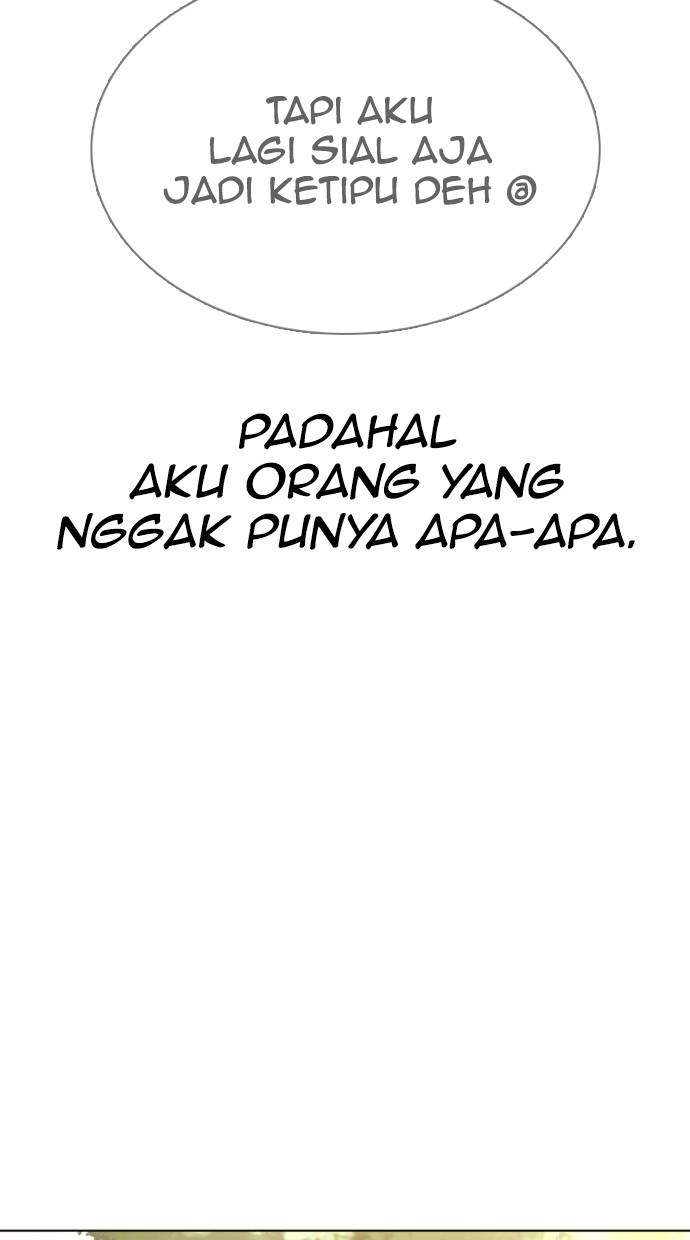 TAPI AKU
LAGI SIAL AJA
JADI KETIPU DEH @
PADAHAL
AKU ORANG YANG
NGGAK PUNYA APA-APA.